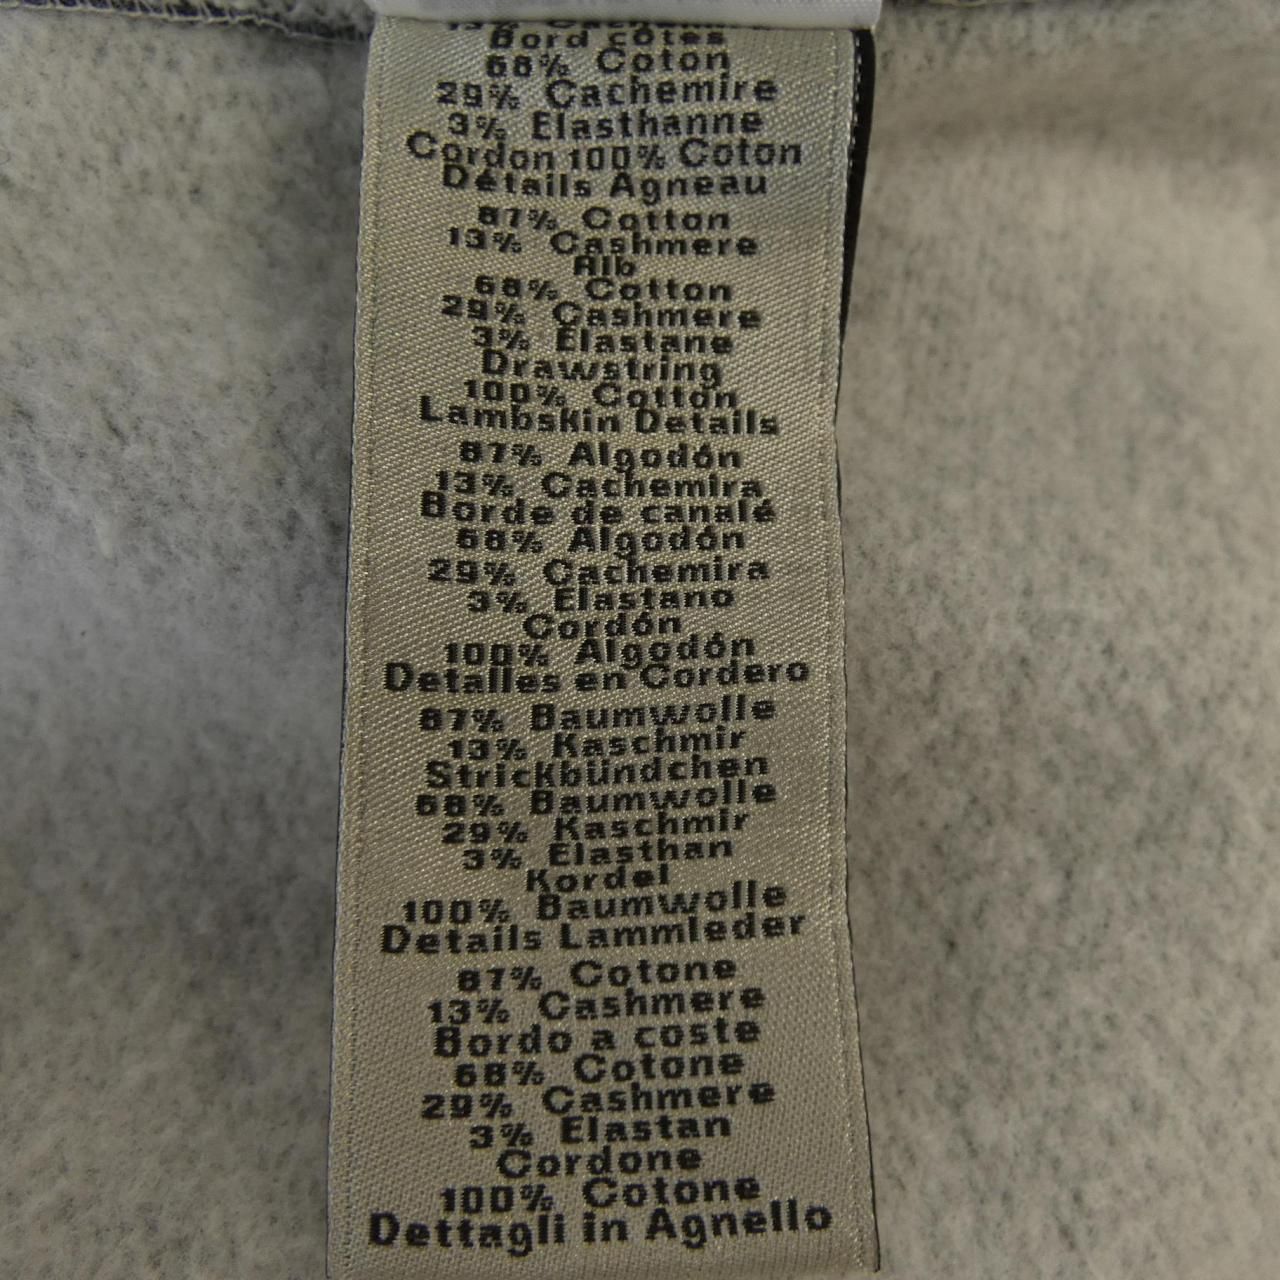 Bord côtes
68% Coton
29% Cachemire
3% Elasthanne
Cordon 100% Coton
Détails Agneau
87% Cotton
13% Cashmere
Rib
68% Cotton
29% Cashmere
3% Elastane
Drawstring
100% Cotton
Lambskin Details
87% Algodón
13% Cachemira
Borde de canalé
68% Algodón
29% Cachemira
3% Elastano
Cordón
100% Algodón
Detalles en Cordero
87% Baumwolle
13% Kaschmir
Strickbündchen
68% Baumwolle
29% Kaschmir
3% Elasthan
Kordel
100% Baumwolle
Details Lammleder
87% Cotone
13% Cashmere
Bordo a coste
68% Cotone
29% Cashmere
3% Elastan
Cordone
100% Cotone
Dettagli in Agnello